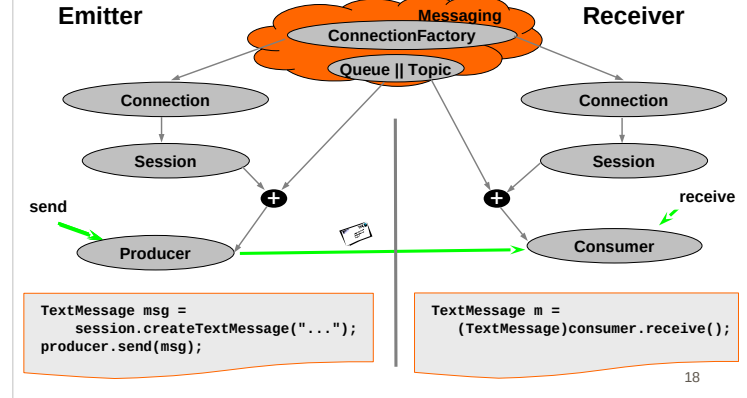 Emitter
Messaging
Receiver
ConnectionFactory
Queue || Topic
Connection
Connection
Session
Session
+
+
send
receive
Producer
Consumer
TextMessage msg =
session.createTextMessage("...");
producer.send(msg);
TextMessage m =
(TextMessage)consumer.receive();
18